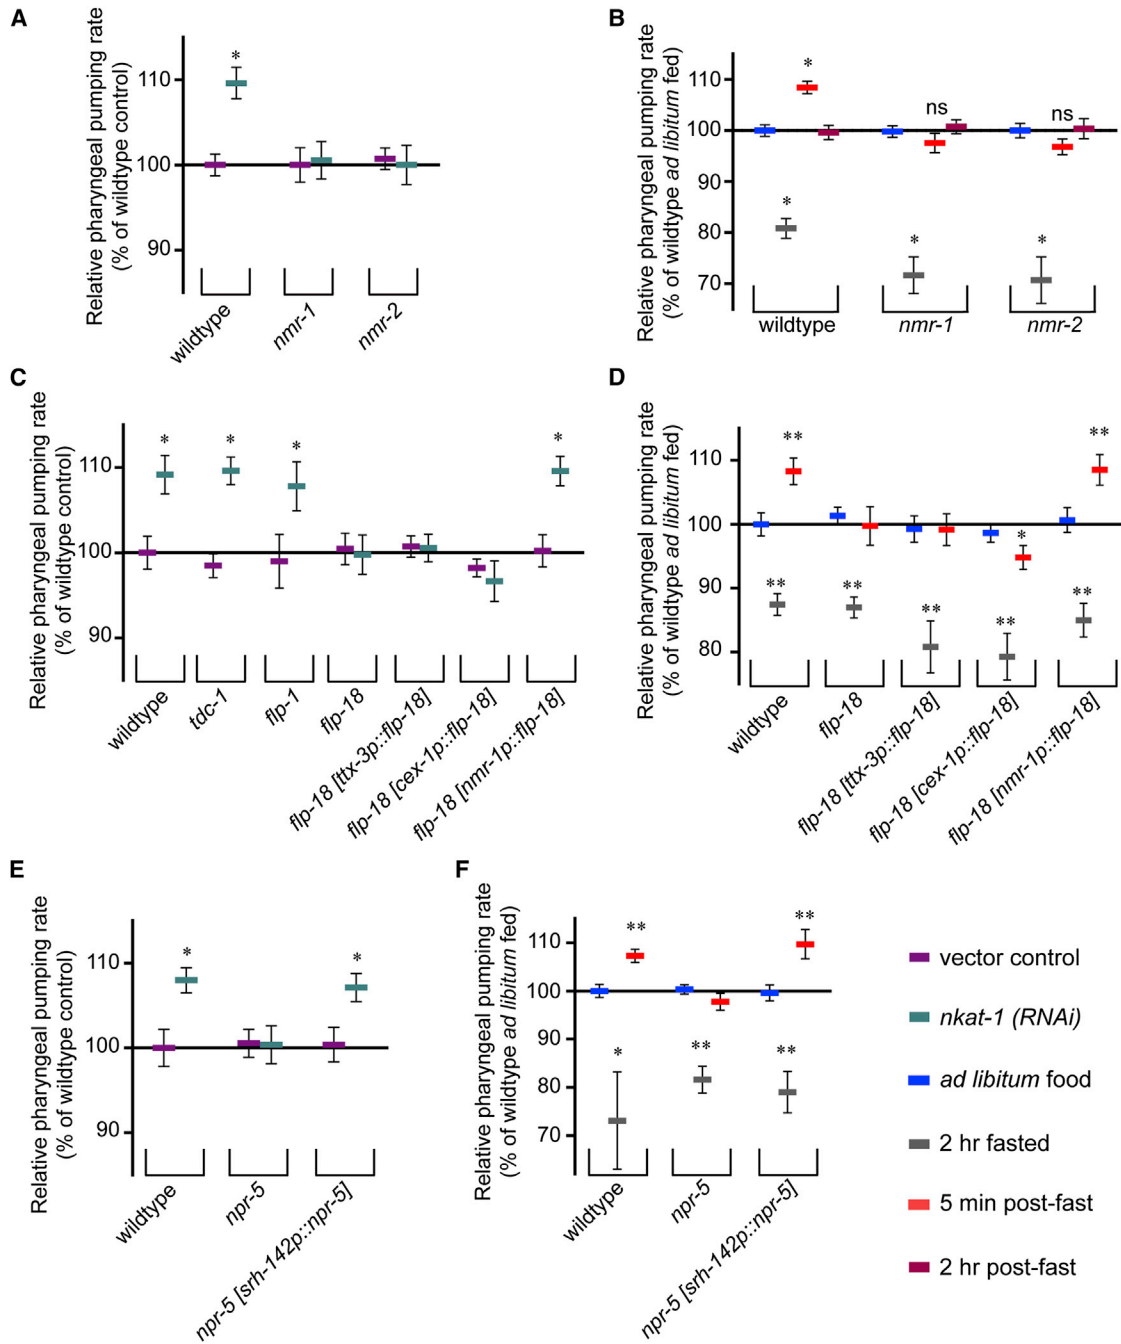 A
Relative pharyngeal pumping rate
(% of wildtype control)
110
100
90
*
wildtype
nmr-1
nmr-2
B
Relative pharyngeal pumping rate
(% of wildtype ad libitum fed)
110
100
90
80
70
*
*
ns
*
ns
*
wildtype
nmr-1
nmr-2
C
Relative pharyngeal pumping rate
(% of wildtype control)
110
100
90
*
*
*
*
wildtype
tdc-1
flp-1
flp-18
flp-18 [ttx-3p::flp-18]
flp-18 [cex-1p::flp-18]
flp-18 [nmr-1p::flp-18]
D
Relative pharyngeal pumping rate
(% of wildtype ad libitum fed)
110
100
90
80
**
**
**
**
*
**
**
**
wildtype
flp-18
flp-18 [ttx-3p::flp-18]
flp-18 [cex-1p::flp-18]
flp-18 [nmr-1p::flp-18]
E
Relative pharyngeal pumping rate
(% of wildtype control)
110
100
90
*
*
wildtype
npr-5
npr-5 [srh-142p::npr-5]
F
Relative pharyngeal pumping rate
(% of wildtype ad libitum fed)
110
100
90
80
70
**
*
**
**
**
wildtype
npr-5
npr-5 [srh-142p::npr-5]
vector control
nkat-1 (RNAi)
ad libitum food
2 hr fasted
5 min post-fast
2 hr post-fast